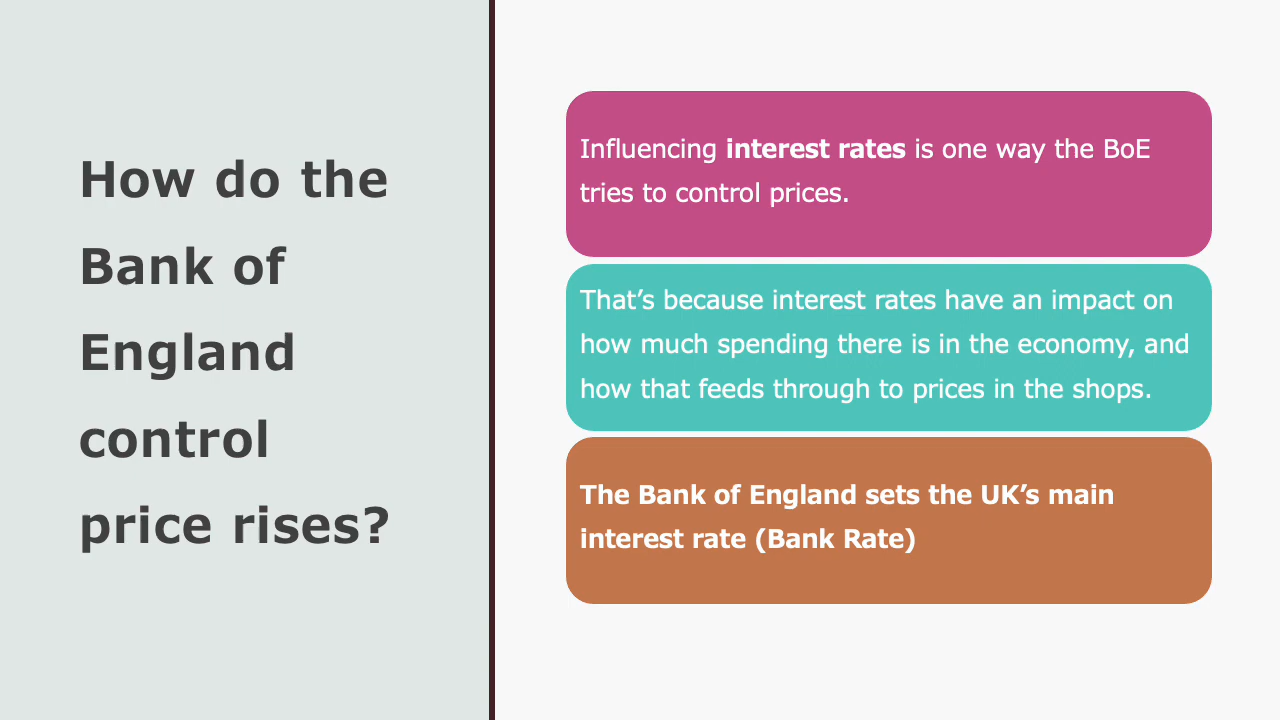 How do the
Bank of
England
control
price rises?
Influencing interest rates is one way the BoE
tries to control prices.
That’s because interest rates have an impact on
how much spending there is in the economy, and
how that feeds through to prices in the shops.
The Bank of England sets the UK’s main
interest rate (Bank Rate)